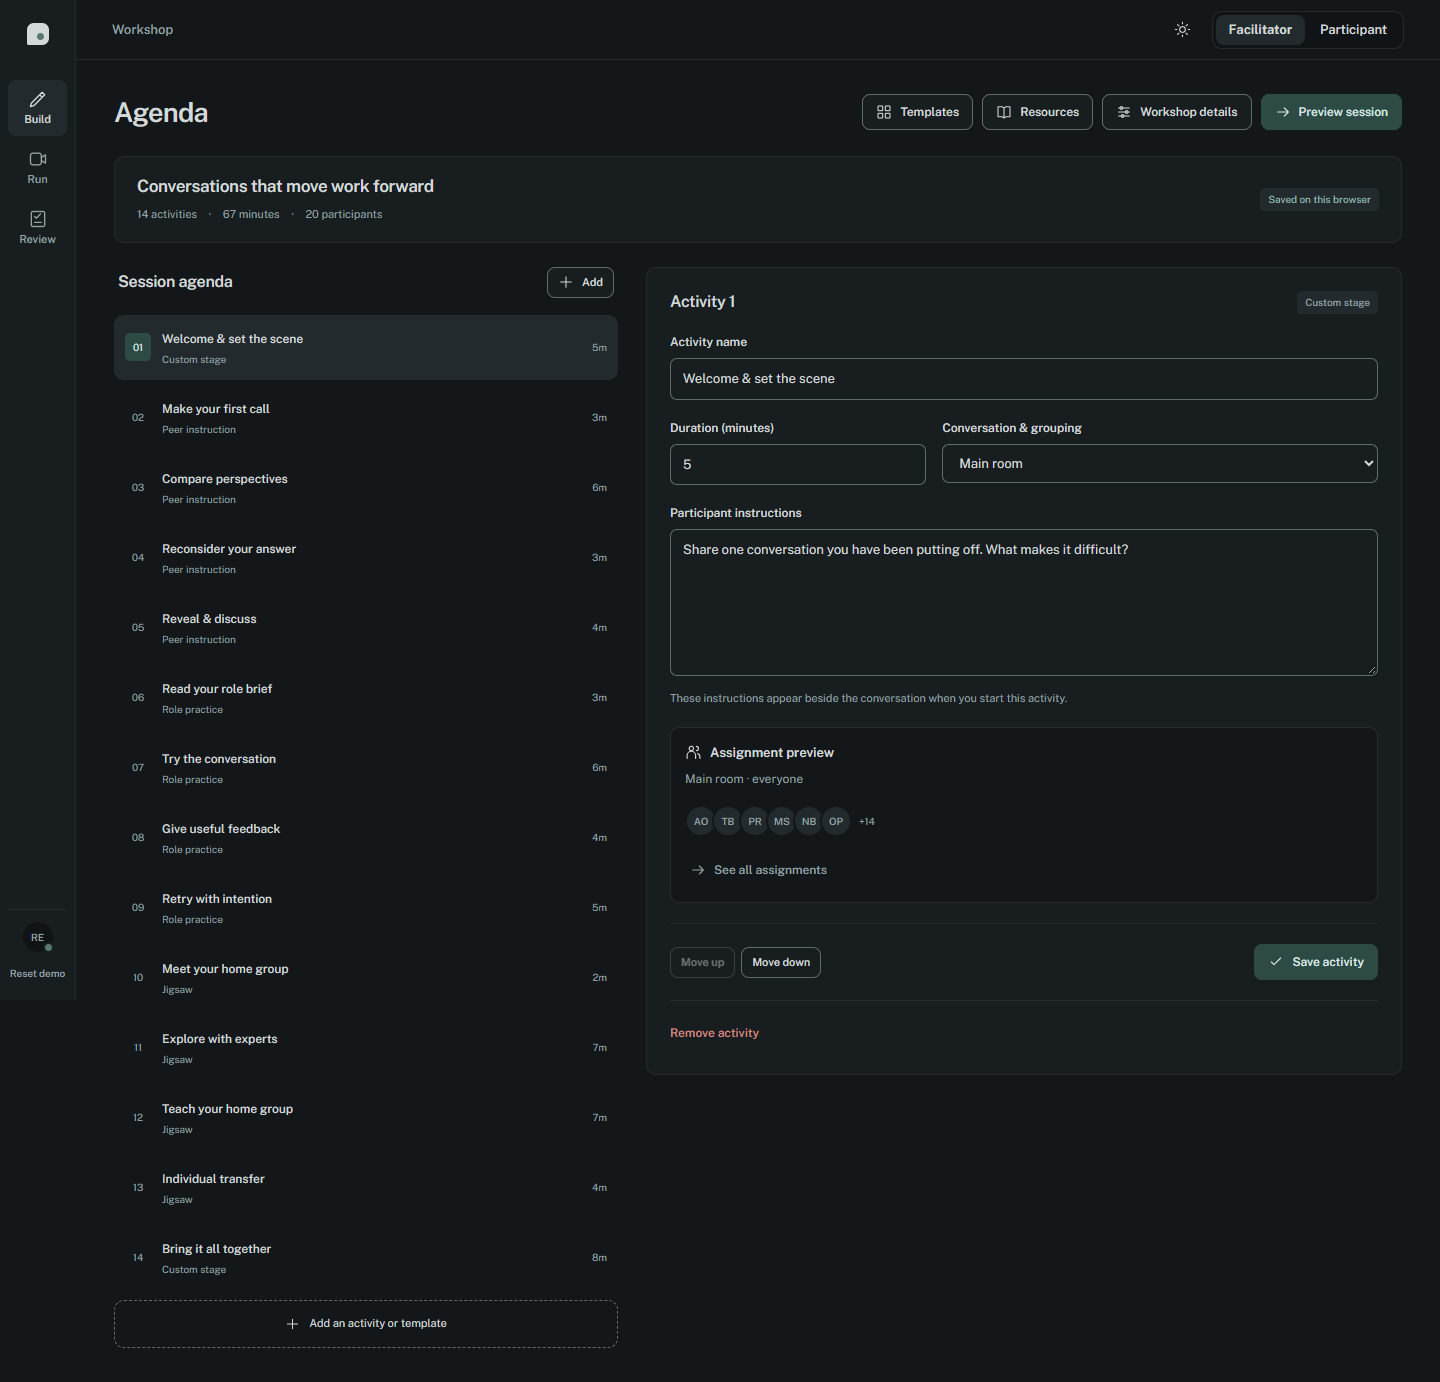 Workshop
Facilitator
Participant
Build
Run
Review
RE
Reset demo
Agenda
Templates
Resources
Workshop details
Preview session
Conversations that move work forward
14 activities · 67 minutes · 20 participants
Saved on this browser
Session agenda
Add
01
Welcome & set the scene
Custom stage
5m
02
Make your first call
Peer instruction
3m
03
Compare perspectives
Peer instruction
6m
04
Reconsider your answer
Peer instruction
3m
05
Reveal & discuss
Peer instruction
4m
06
Read your role brief
Role practice
3m
07
Try the conversation
Role practice
6m
08
Give useful feedback
Role practice
4m
09
Retry with intention
Role practice
5m
10
Meet your home group
Jigsaw
2m
11
Explore with experts
Jigsaw
7m
12
Teach your home group
Jigsaw
7m
13
Individual transfer
Jigsaw
4m
14
Bring it all together
Custom stage
8m
Add an activity or template
Activity 1
Custom stage
Activity name
Welcome & set the scene
Duration (minutes)
5
Conversation & grouping
Main room
Participant instructions
Share one conversation you have been putting off. What makes it difficult?
These instructions appear beside the conversation when you start this activity.
Assignment preview
Main room · everyone
AO TB PR MS NB OP +14
See all assignments
Move up
Move down
Save activity
Remove activity